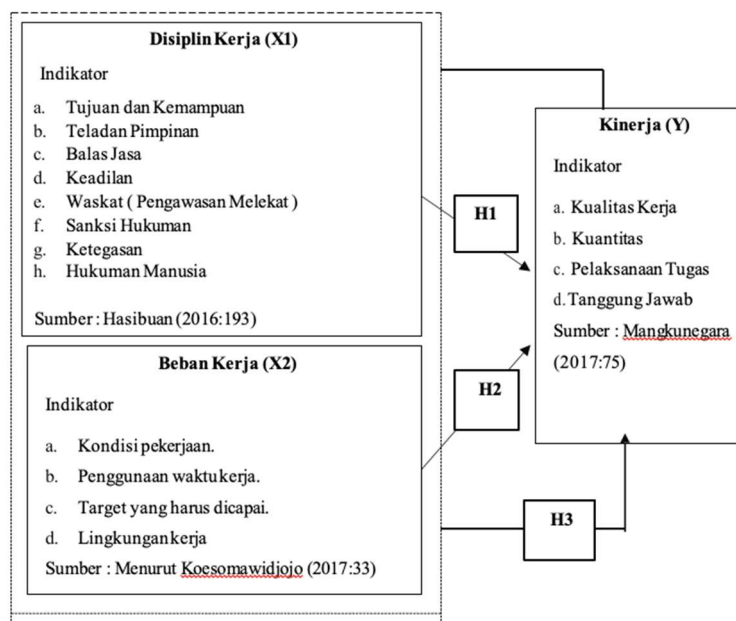 Disiplin Kerja (X1)
Indikator
a. Tujuan dan Kemampuan
b. Teladan Pimpinan
c. Balas Jasa
d. Keadilan
e. Waskat ( Pengawasan Melekat )
f. Sanksi Hukuman
g. Ketegasan
h. Hukuman Manusia
Sumber : Hasibuan (2016:193)
Beban Kerja (X2)
Indikator
a. Kondisi pekerjaan.
b. Penggunaan waktu kerja.
c. Target yang harus dicapai.
d. Lingkungan kerja
Sumber : Menurut Koesomawidjojo (2017:33)
H1
H2
H3
Kinerja (Y)
Indikator
a. Kualitas Kerja
b. Kuantitas
c. Pelaksanaan Tugas
d. Tanggung Jawab
Sumber : Mangkunegara
(2017:75)